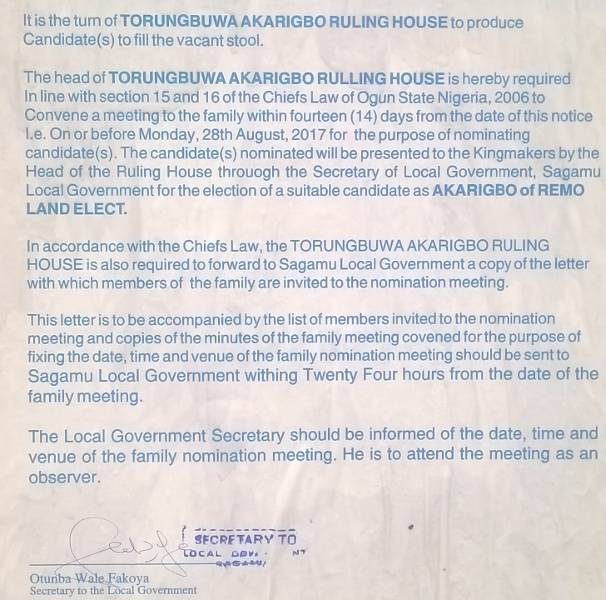 It is the turn of TORUNGBUWA AKARIGBO RULING HOUSE to produce
Candidate(s) to fill the vacant stool.
The head of TORUNGBUWA AKARIGBO RULLING HOUSE is hereby required
In line with section 15 and 16 of the Chiefs Law of Ogun State Nigeria, 2006 to
Convene a meeting to the family within fourteen (14) days from the date of this notice
I.e. On or before Monday, 28th August, 2017 for the purpose of nominating
candidate(s). The candidate(s) nominated will be presented to the Kingmakers by the
Head of the Ruling House thruogh the Secretary of Local Government, Sagamu
Local Government for the election of a suitable candidate as AKARIGBO of REMO
LAND ELECT.
In accordance with the Chiefs Law, the TORUNGBUWA AKARIGBO RULING
HOUSE is also required to forward to Sagamu Local Government a copy of the letter
with which members of the family are invited to the nomination meeting.
This letter is to be accompanied by the list of members invited to the nomination
meeting and copies of the minutes of the family meeting covened for the purpose of
fixing the date, time and venue of the family nomination meeting should be sent to
Sagamu Local Government withing Twenty Four hours from the date of the
family meeting.
The Local Government Secretary should be informed of the date, time and
venue of the family nomination meeting. He is to attend the meeting as an
observer.
SECRETARY TO
LOCAL
Otunba Wale Fakoya
Secretary to the Local Government